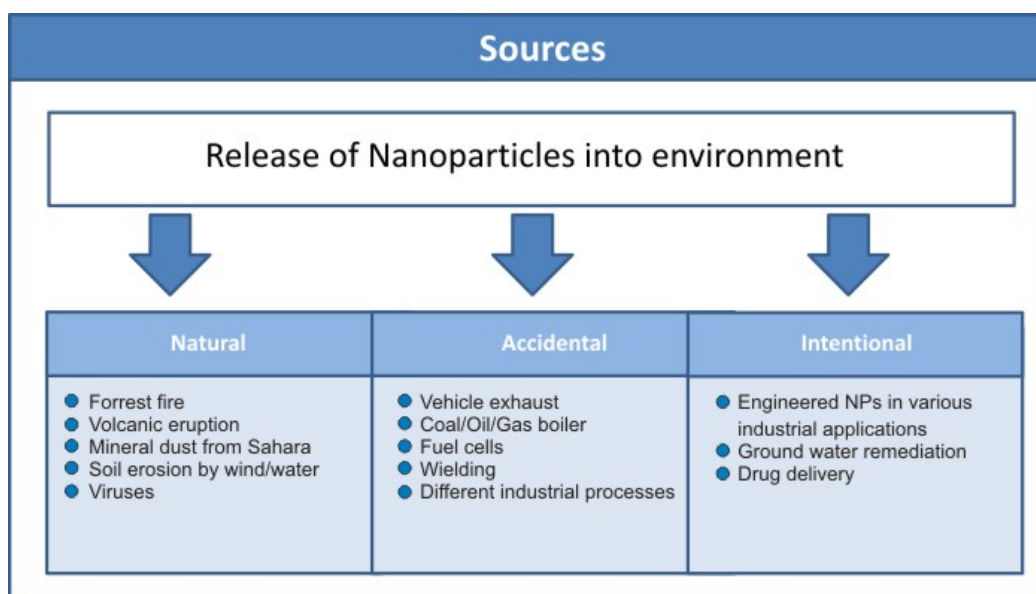 Sources
Release of Nanoparticles into environment
Natural
Forrest fire
Volcanic eruption
Mineral dust from Sahara
Soil erosion by wind/water
Viruses
Accidental
Vehicle exhaust
Coal/Oil/Gas boiler
Fuel cells
Wielding
Different industrial processes
Intentional
Engineered NPs in various
industrial applications
Ground water remediation
Drug delivery